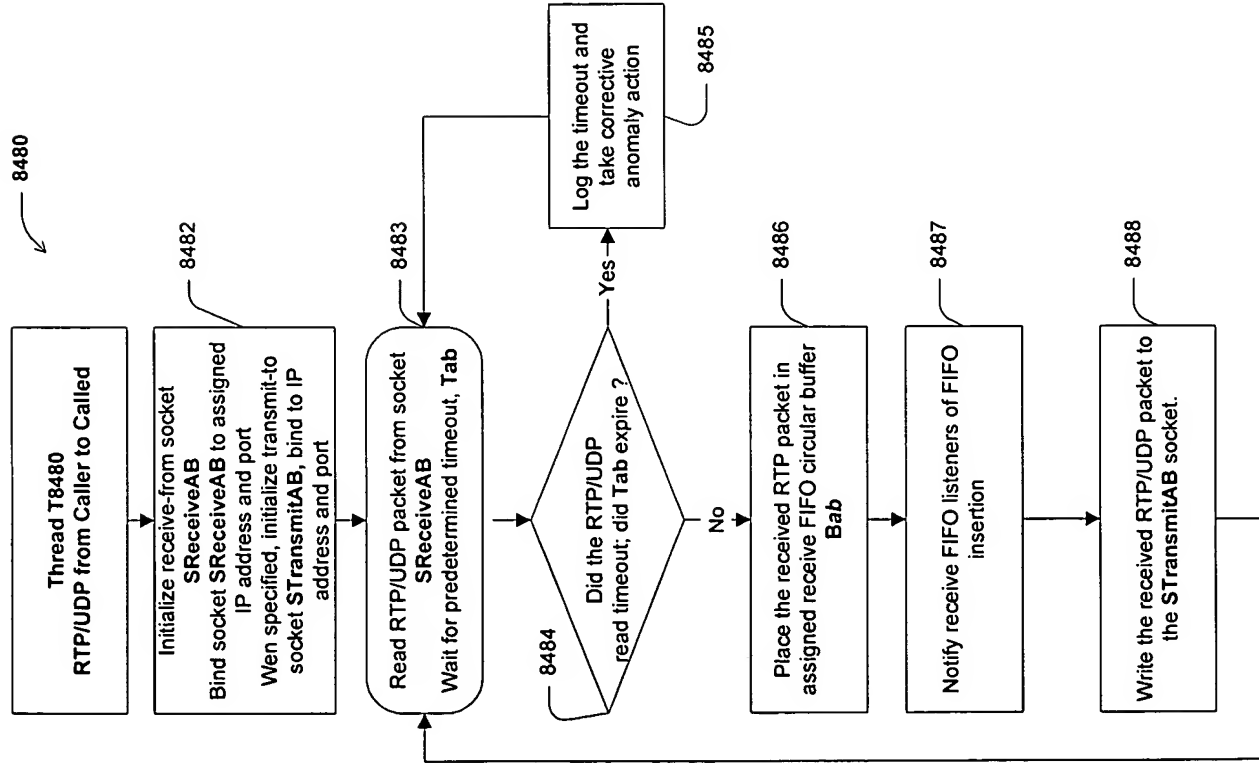 8480
Thread T8480
RTP/UDP from Caller to Called
8482
Initialize receive-from socket
SReceiveAB
Bind socket SReceiveAB to assigned
IP address and port
Wen specified, initialize transmit-to
socket STransmitAB, bind to IP
address and port
8483
Read RTP/UDP packet from socket
SReceiveAB
Wait for predetermined timeout, Tab
8484
Did the RTP/UDP
read timeout; did Tab expire ?
Yes
Log the timeout and
take corrective
anomaly action
8485
No
8486
Place the received RTP packet in
assigned receive FIFO circular buffer
Bab
8487
Notify receive FIFO listeners of FIFO
insertion
8488
Write the received RTP/UDP packet to
the STransmitAB socket.